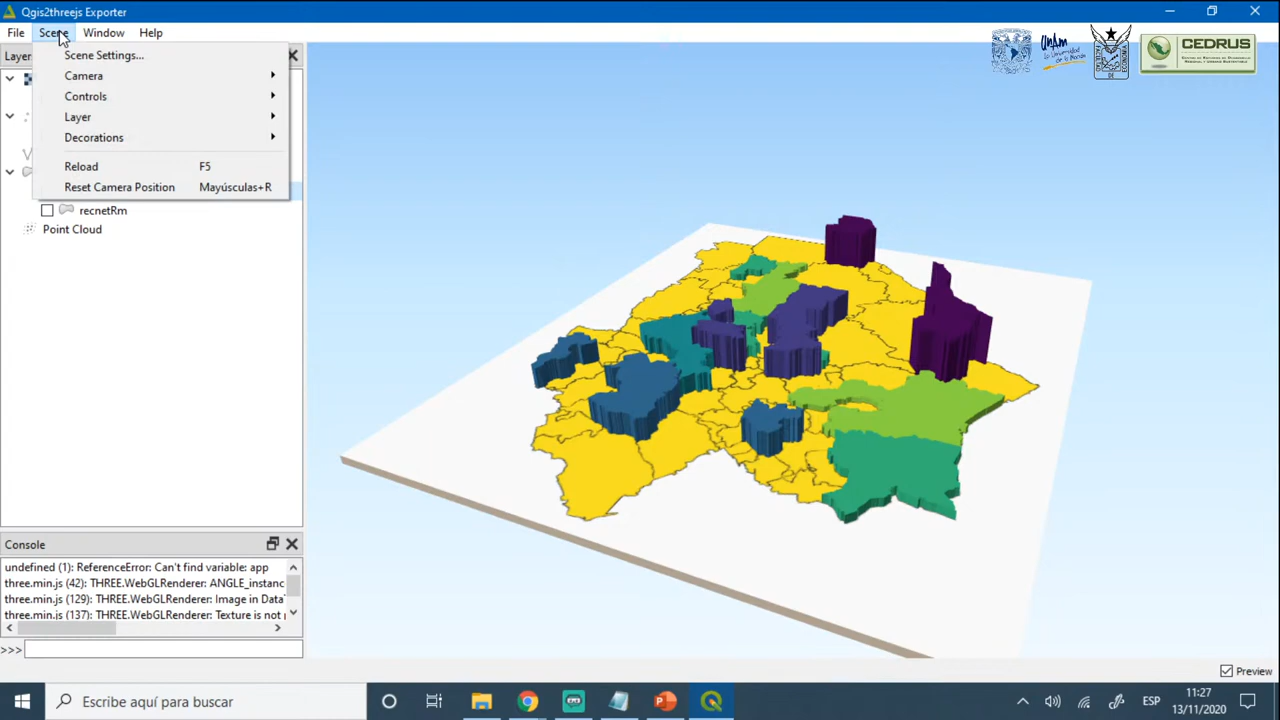 Qgis2threejs Exporter
File Scene Window Help
Layer
Scene Settings...
Camera
Controls
Layer
Decorations
Reload F5
Reset Camera Position Mayúsculas+R
recnetRm
Point Cloud
UNAM
CEDRUS
Console
undefined (1): ReferenceError: Can't find variable: app
three.min.js (42): THREE.WebGLRenderer: ANGLE_instanc
three.min.js (129): THREE.WebGLRenderer: Image in DataT
three.min.js (137): THREE.WebGLRenderer: Texture is not p
>>>
Preview
Escribe aquí para buscar
ESP
11:27
13/11/2020